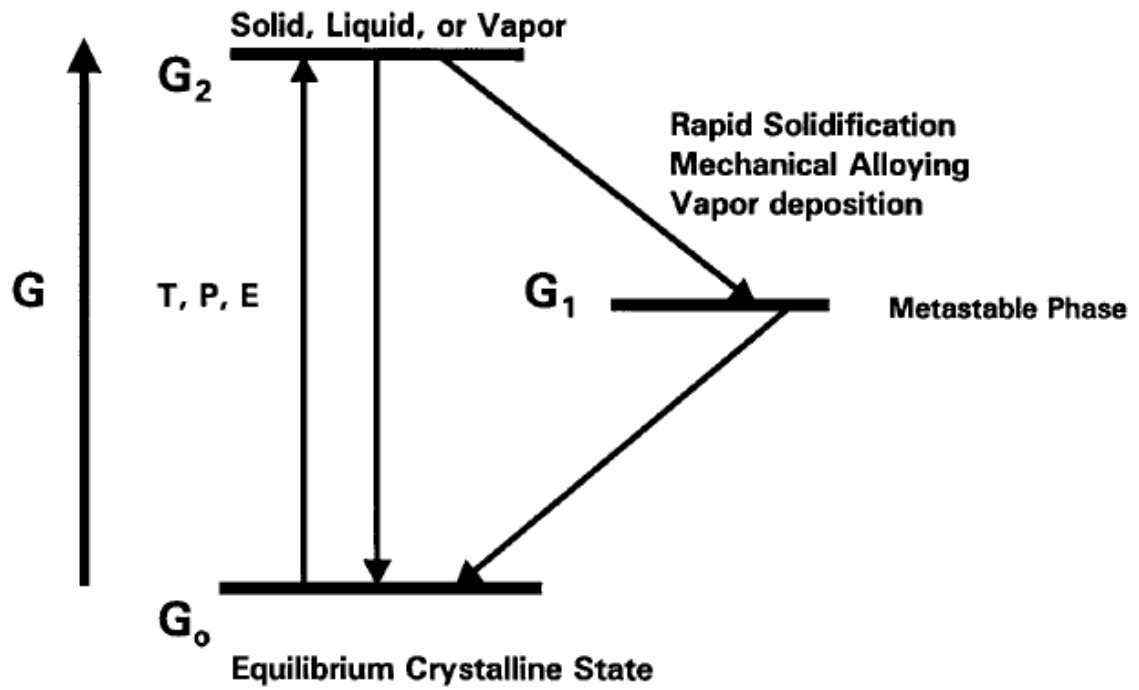 Solid, Liquid, or Vapor
G₂
Rapid Solidification
Mechanical Alloying
Vapor deposition
G
T, P, E
G₁
Metastable Phase
Gₒ
Equilibrium Crystalline State